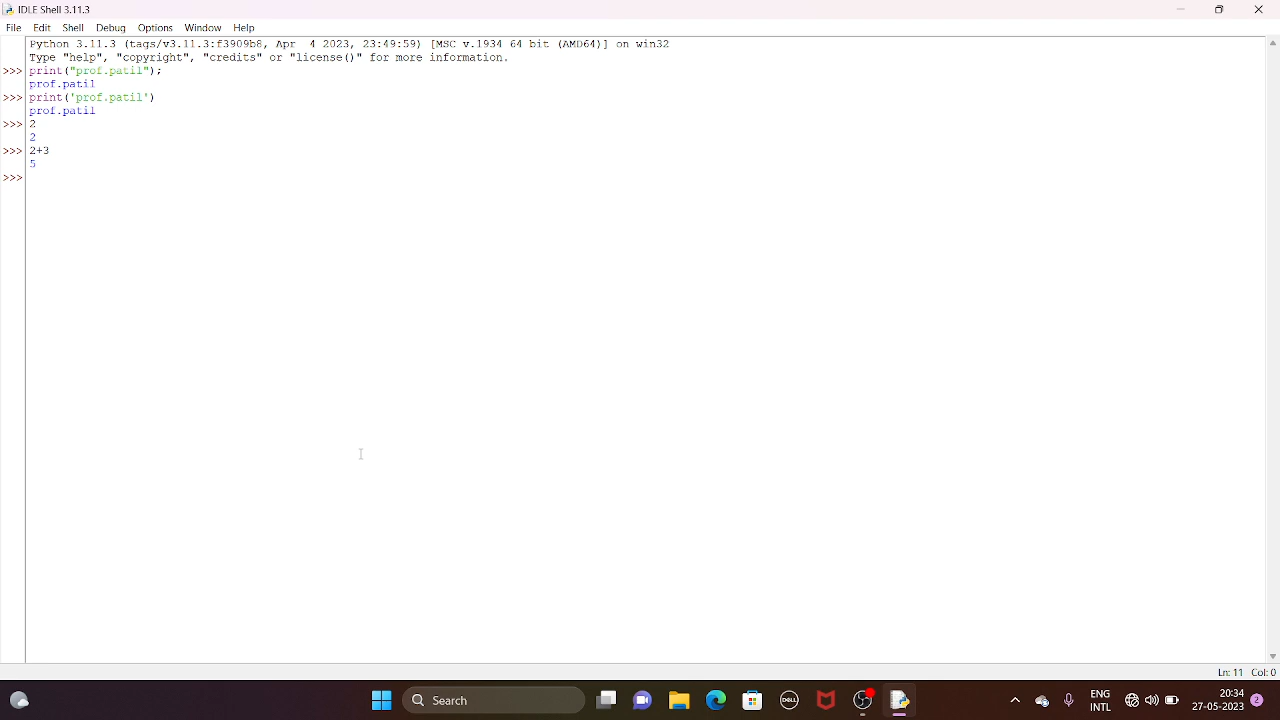 IDLE Shell 3.11.3
File Edit Shell Debug Options Window Help
Python 3.11.3 (tags/v3.11.3:f3909b8, Apr  4 2023, 23:49:59) [MSC v.1934 64 bit (AMD64)] on win32
Type "help", "copyright", "credits" or "license()" for more information.
>>> print("prof.patil");
prof.patil
>>> print('prof.patil')
prof.patil
>>> 2
2
>>> 2+3
5
>>>
Ln: 11 Col: 0
Search
DELL
ENG
INTL
20:34
27-05-2023
2